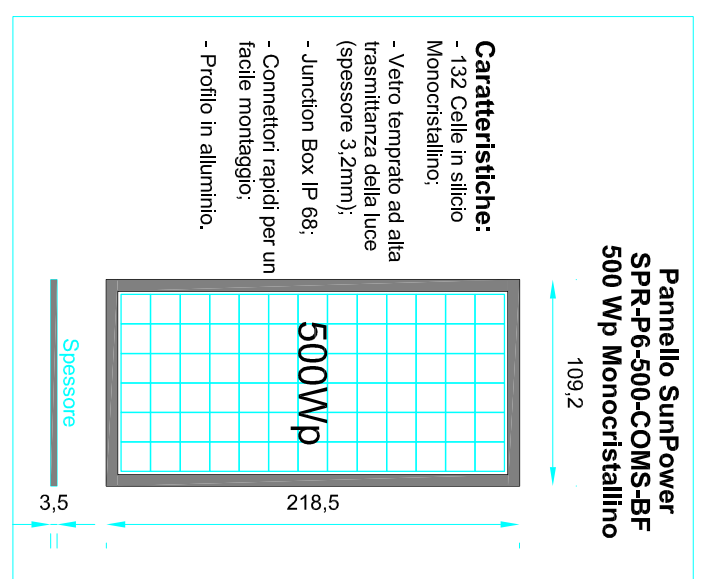 Pannello SunPower
SPR-P6-500-COMS-BF
500 Wp Monocristallino
Caratteristiche:
- 132 Celle in silicio
Monocristallino;
- Vetro temprato ad alta
trasmittanza della luce
(spessore 3,2mm);
- Junction Box IP 68;
- Connettori rapidi per un
facile montaggio;
- Profilo in alluminio.
109,2
500Wp
218,5
Spessore
3,5